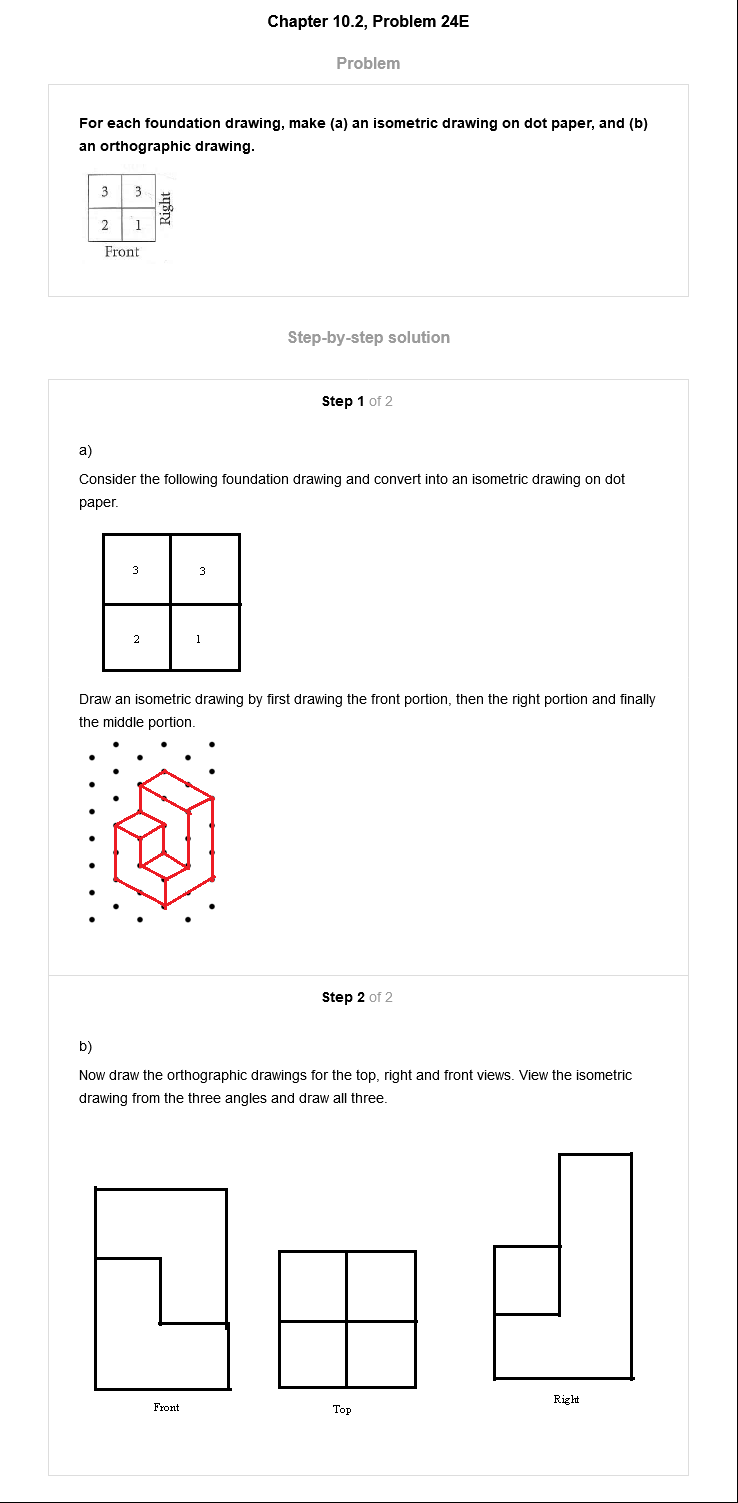 Chapter 10.2, Problem 24E
Problem
For each foundation drawing, make (a) an isometric drawing on dot paper, and (b)
an orthographic drawing.
3 3
Right
2 1
Front
Step-by-step solution
Step 1 of 2
a)
Consider the following foundation drawing and convert into an isometric drawing on dot
paper.
3 3
2 1
Draw an isometric drawing by first drawing the front portion, then the right portion and finally
the middle portion.
Step 2 of 2
b)
Now draw the orthographic drawings for the top, right and front views. View the isometric
drawing from the three angles and draw all three.
Front
Top
Right